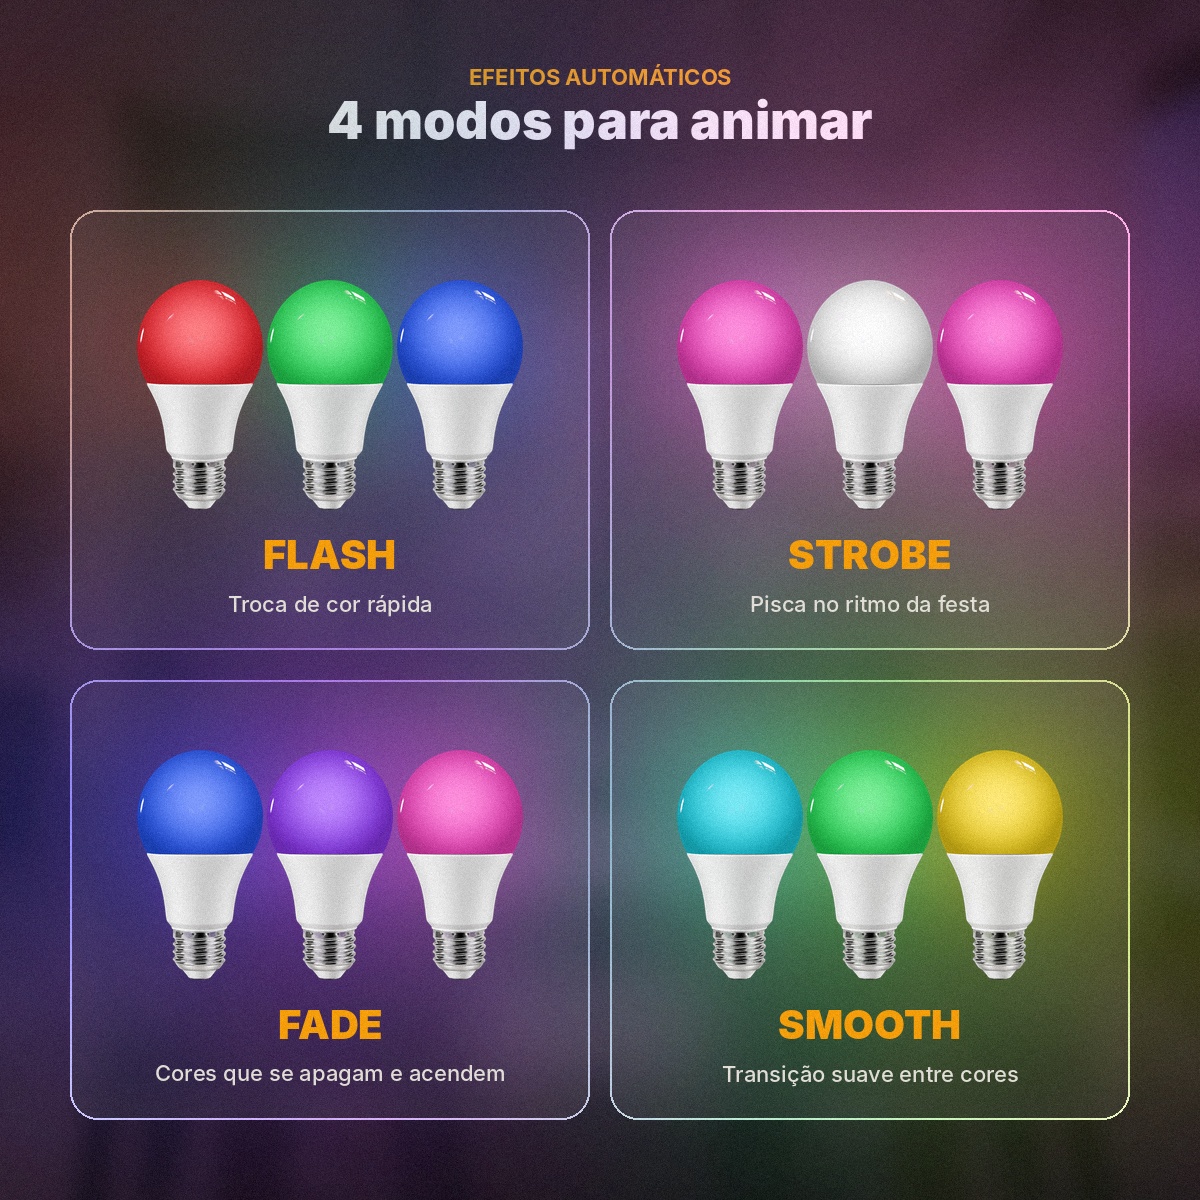 EFEITOS AUTOMÁTICOS
4 modos para animar
FLASH
Troca de cor rápida
STROBE
Pisca no ritmo da festa
FADE
Cores que se apagam e acendem
SMOOTH
Transição suave entre cores